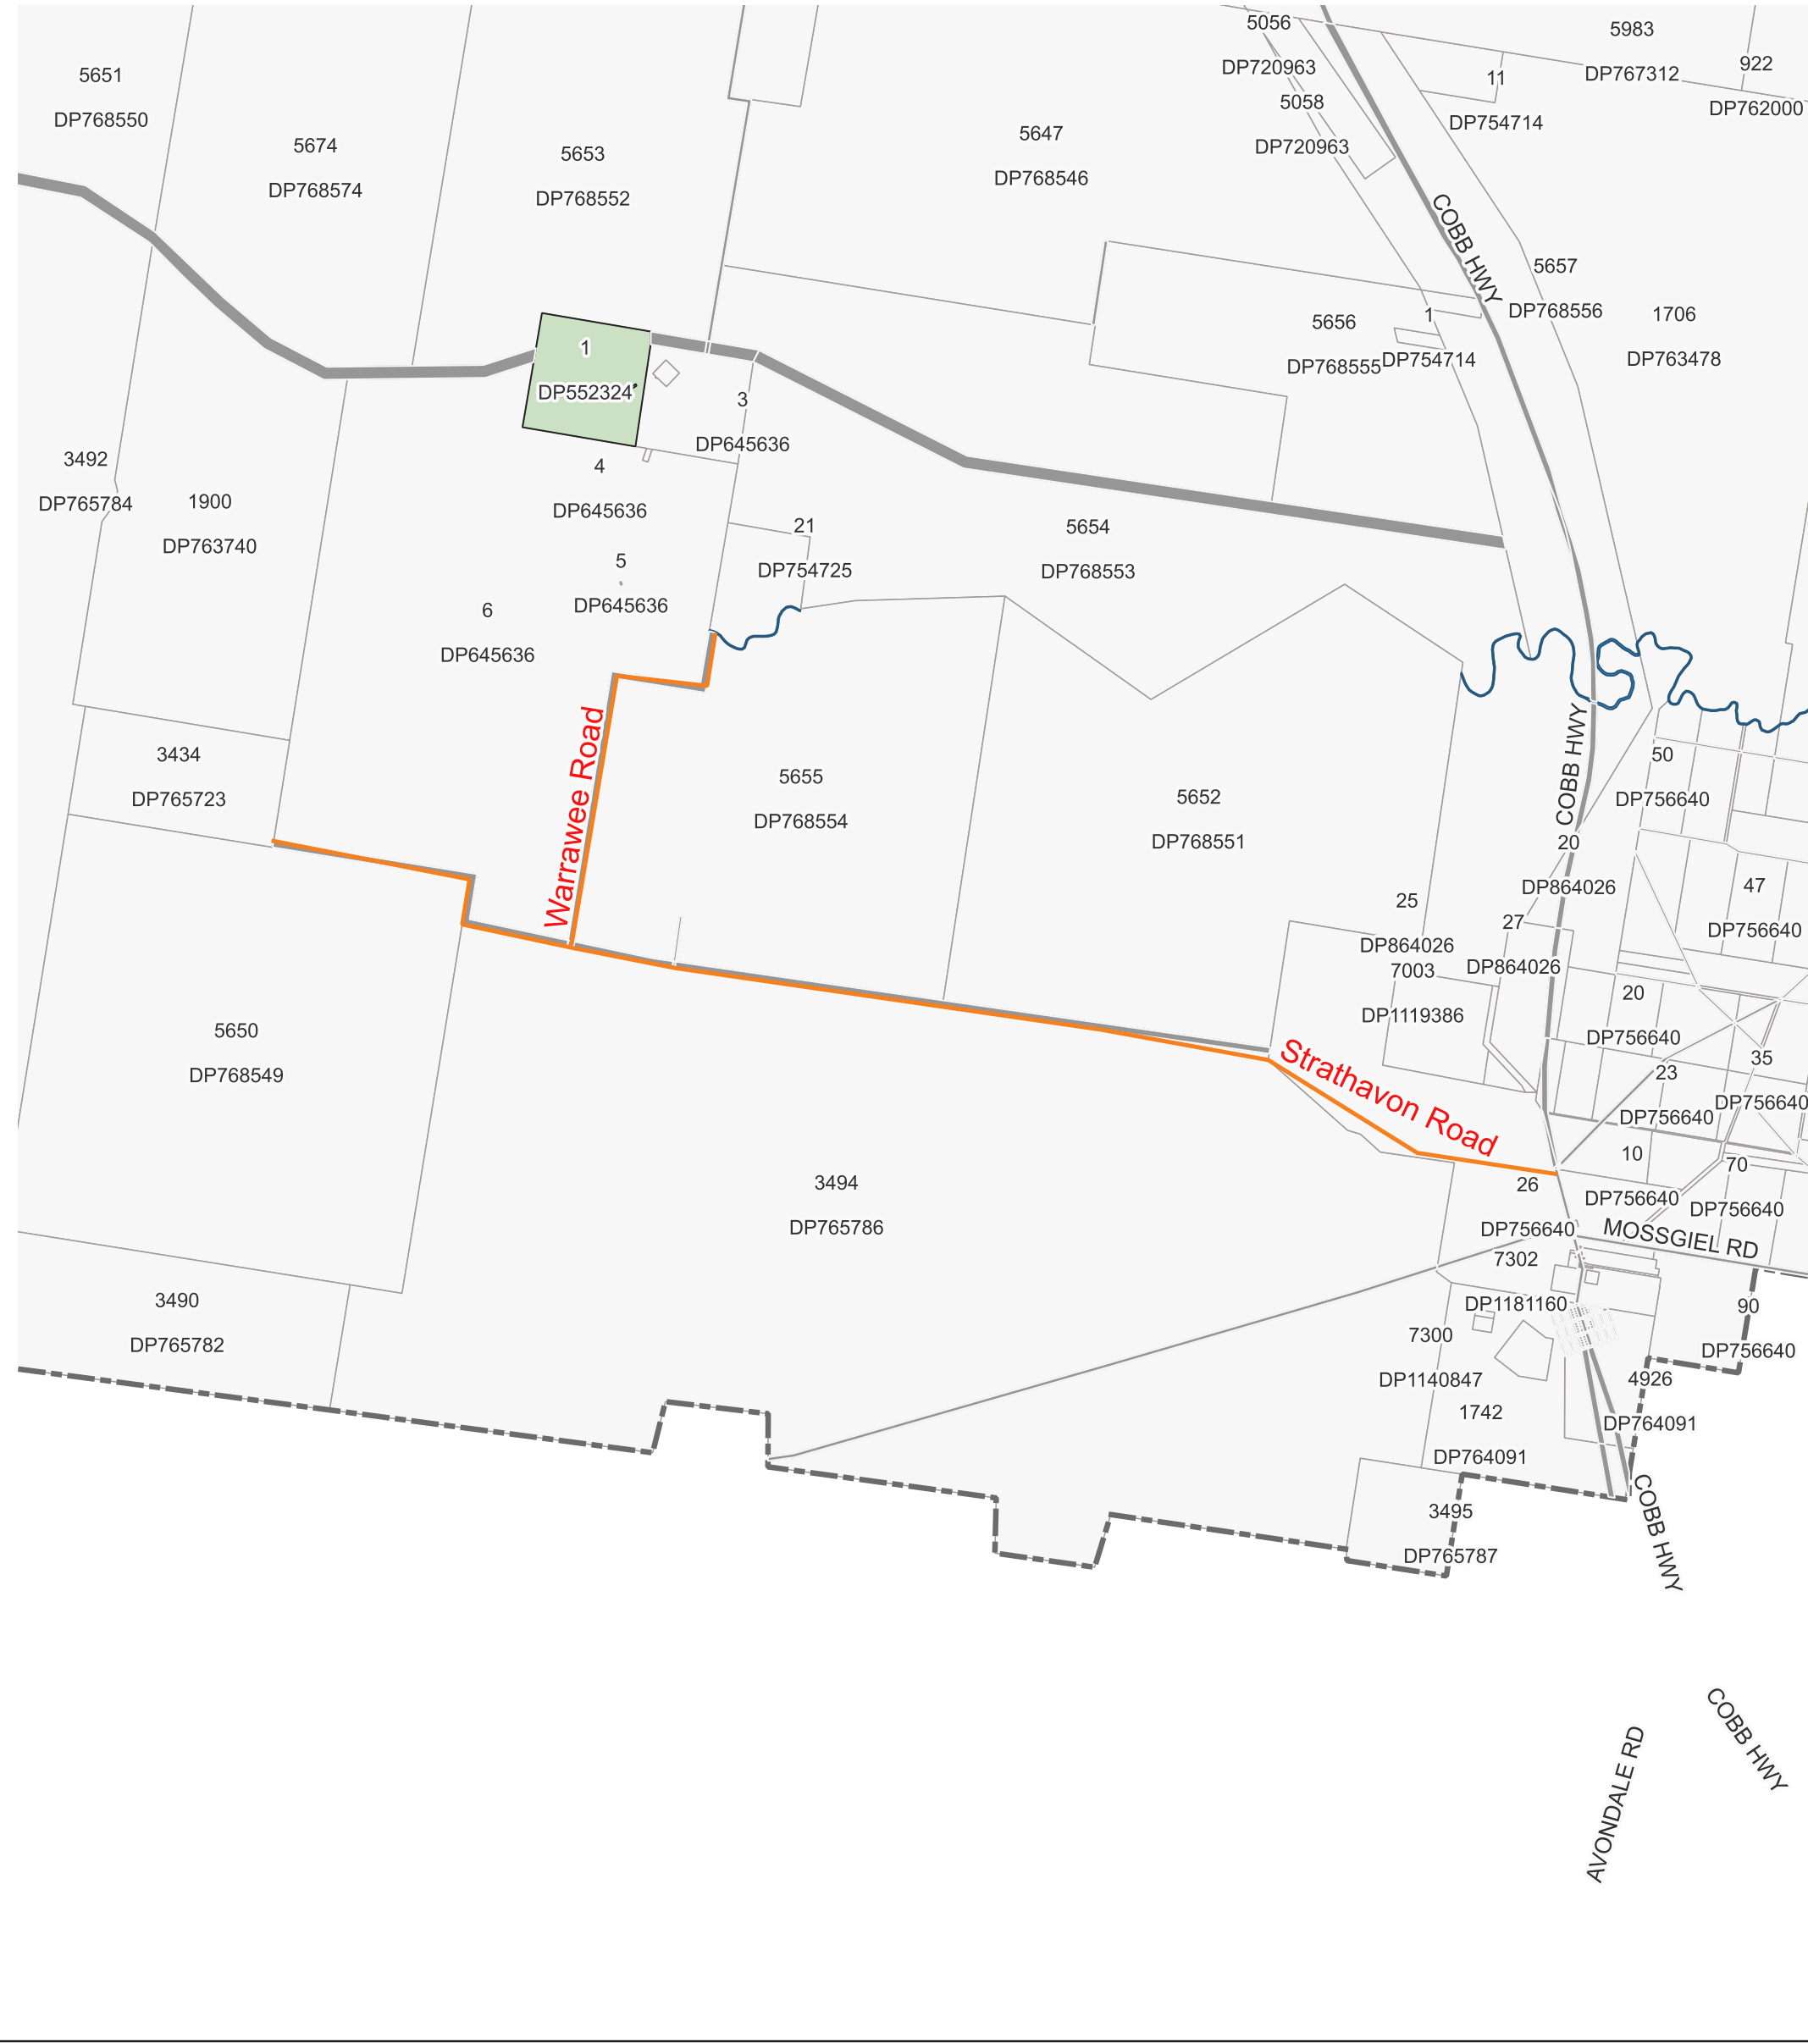 5056
DP720963
5983
DP767312
922
DP762000
5651
DP768550
11
DP754714
5058
DP720963
5647
DP768546
5674
DP768574
5653
DP768552
COBB HWY
5657
DP768556
1706
DP763478
5656
DP768555
1
DP754714
1
DP552324
3
DP645636
3492
DP765784
4
DP645636
1900
DP763740
21
DP754725
5654
DP768553
5
DP645636
6
DP645636
Warrawee Road
COBB HWY
3434
DP765723
5655
DP768554
5652
DP768551
50
DP756640
20
DP864026
47
DP756640
25
DP864026
27
DP864026
7003
DP1119386
20
DP756640
5650
DP768549
Strathavon Road
35
DP756640
23
DP756640
10
DP756640
70
DP756640
3494
DP765786
26
DP756640
MOSSGIEL RD
7302
DP1181160
3490
DP765782
90
DP756640
7300
DP1140847
4926
DP764091
1742
DP764091
3495
DP765787
COBB HWY
COBB HWY
AVONDALE RD